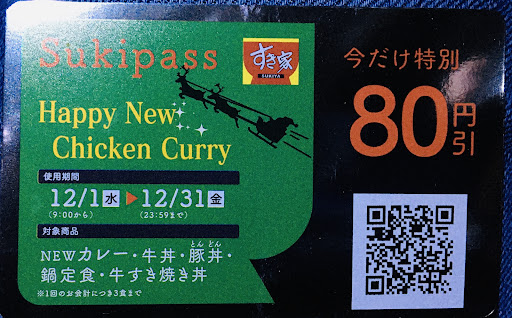 Sukipass
すき家
SUKIYA
今だけ特別
80円引
Happy New
Chicken Curry
使用期間
12/1水 ▶ 12/31金
(9:00から) (23:59まで)
対象商品
とん どん
NEWカレー・牛丼・豚丼・
鍋定食・牛すき焼き丼
※1回のお会計につき3食まで